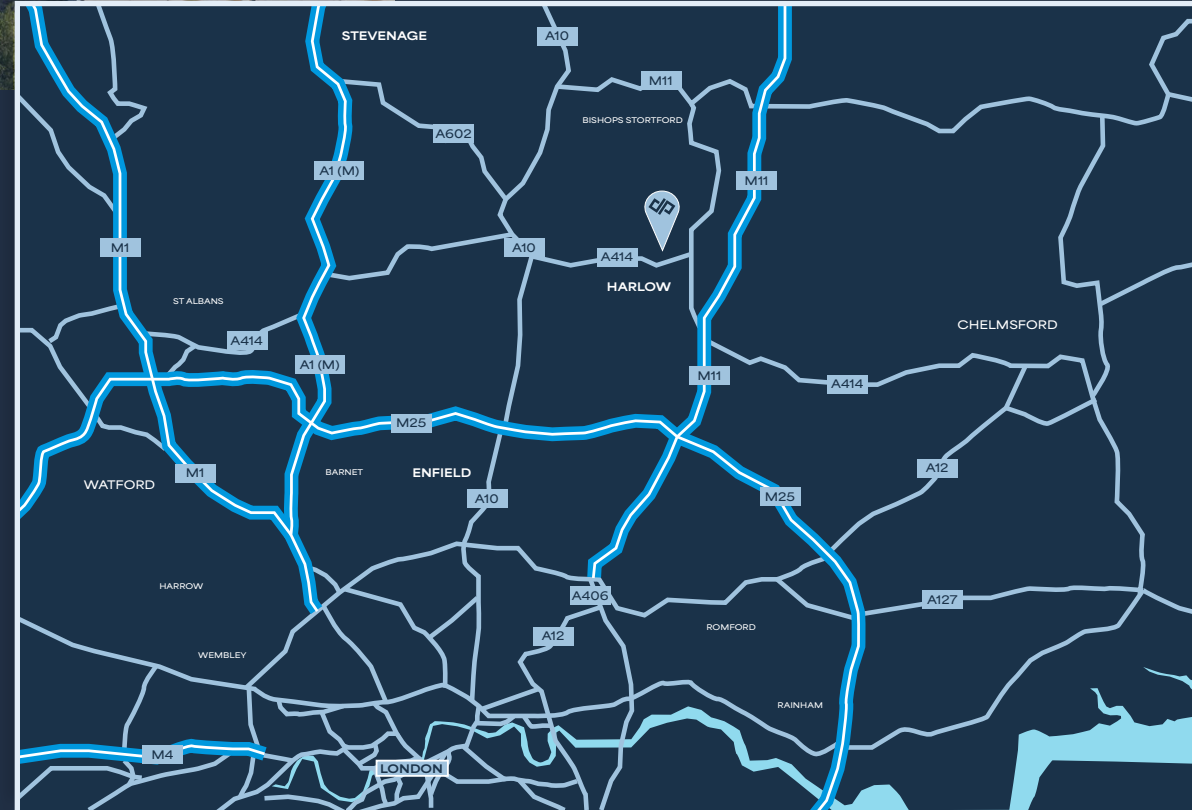 STEVENAGE
A10
M11
BISHOPS STORTFORD
A602
A1 (M)
M11
M1
A10
A414
HARLOW
ST ALBANS
CHELMSFORD
A414
A1 (M)
M11
A414
M25
WATFORD
M1
BARNET
ENFIELD
A12
A10
M25
HARROW
A406
A127
A12
ROMFORD
WEMBLEY
RAINHAM
M4
LONDON